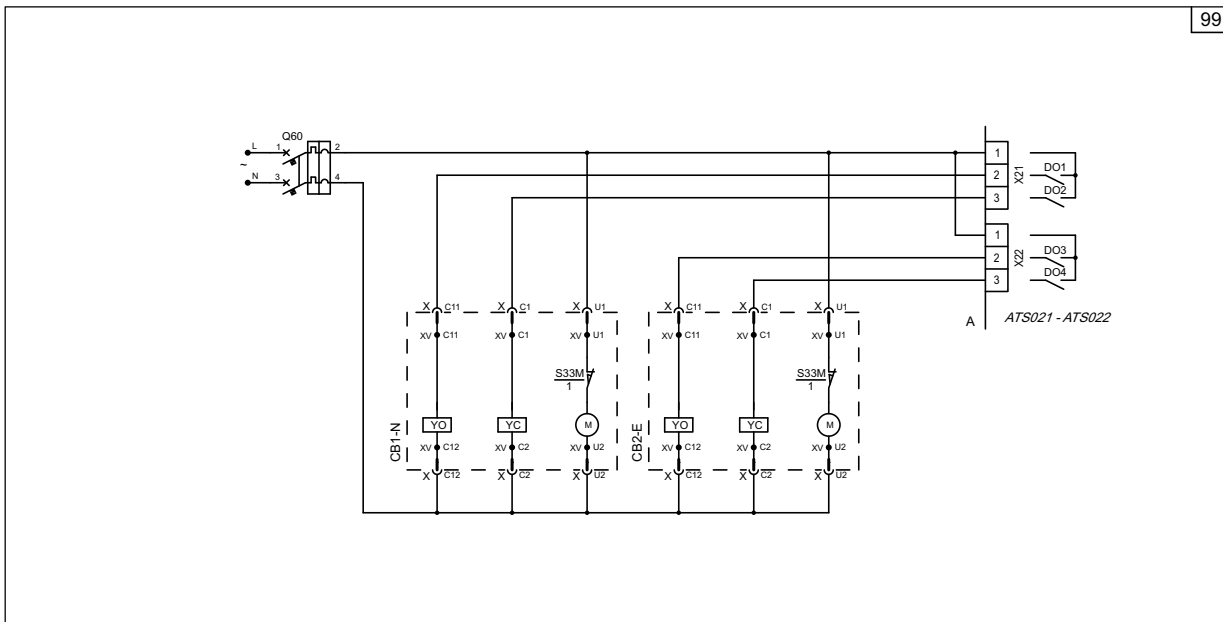 99
Q60
L 1 2
~
N 3 4
1
2 DO1
X21
3 DO2
1
X22
2 DO3
3 DO4
A ATS021 - ATS022
X C11 X C1 X U1 X C11 X C1 X U1
XV C11 XV C1 XV U1 XV C11 XV C1 XV U1
S33M S33M
1 1
CB1-N YO YC M CB2-E YO YC M
XV C12 XV C2 XV U2 XV C12 XV C2 XV U2
X C12 X C2 X U2 X C12 X C2 X U2